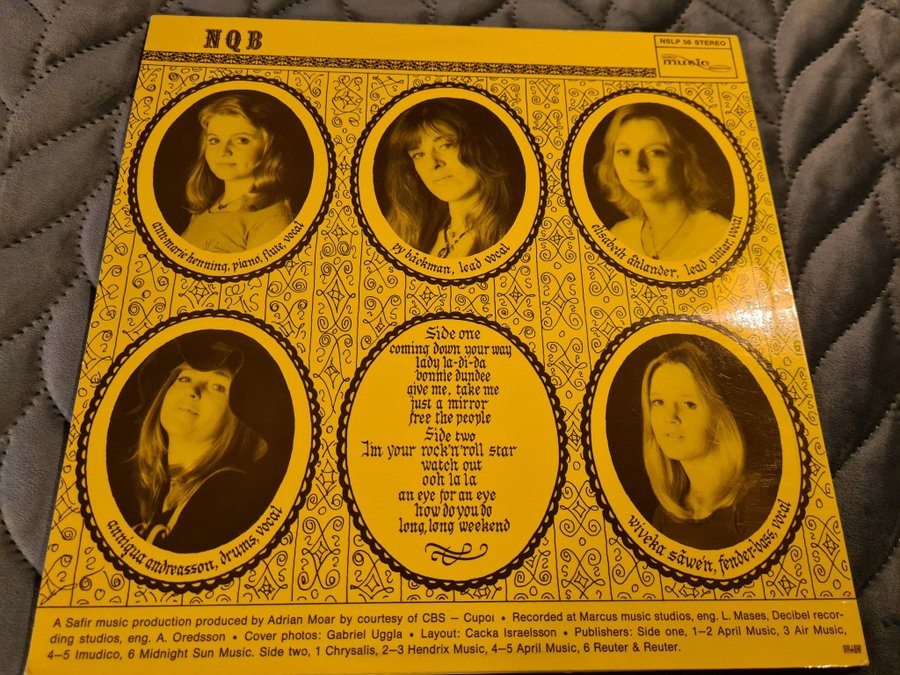 NQB
NSLP 56 STEREO
music
annemarie henning, piano, flute, vocal
py bäckman, lead vocal
elisabeth åhlander, lead guitar, vocal
anniqua andreasson, drums, vocal
Side one
coming down your way
lady la-di-da
bonnie dundee
give me, take me
just a mirror
free the people
Side two
I'm your rock'n'roll star
watch out
ooh la la
an eye for an eye
how do you do
long, long weekend
wiveka säwe'n, fender-bass, vocal
A Safir music production produced by Adrian Moar by courtesy of CBS – Cupol • Recorded at Marcus music studios, eng. L. Mases, Decibel recor-
ding studios, eng. A. Oredsson • Cover photos: Gabriel Uggla • Layout: Cacka Israelsson • Publishers: Side one, 1–2 April Music, 3 Air Music,
4–5 Imudico, 6 Midnight Sun Music. Side two, 1 Chrysalis, 2–3 Hendrix Music, 4–5 April Music, 6 Reuter & Reuter.